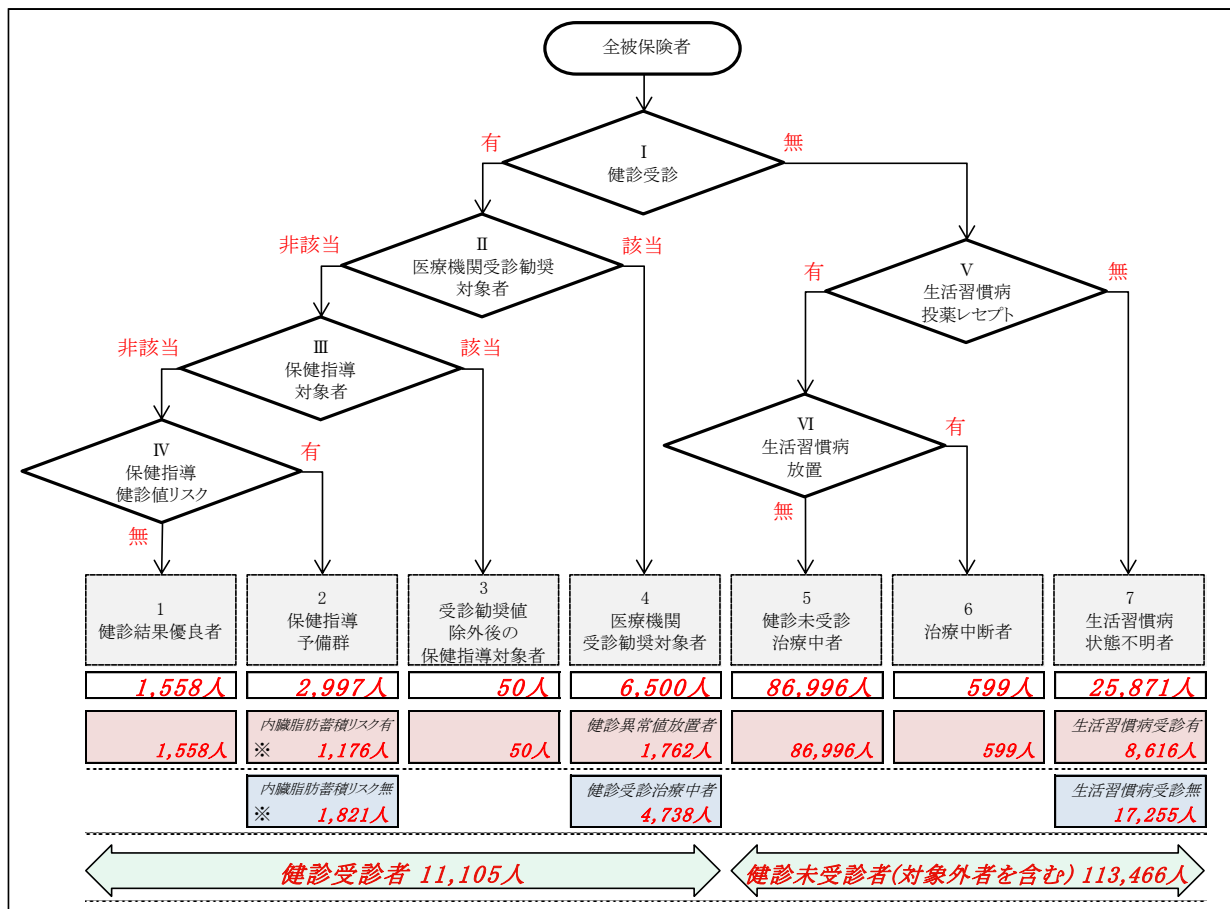 全被保険者
有
無
Ⅰ
健診受診
非該当
該当
Ⅱ
医療機関受診勧奨
対象者
有
無
Ⅴ
生活習慣病
投薬レセプト
非該当
該当
Ⅲ
保健指導
対象者
有
Ⅳ
保健指導
健診値リスク
無
有
Ⅵ
生活習慣病
放置
無
1
健診結果優良者
2
保健指導
予備群
3
受診勧奨値
除外後の
保健指導対象者
4
医療機関
受診勧奨対象者
5
健診未受診
治療中者
6
治療中断者
7
生活習慣病
状態不明者
1,558人
2,997人
50人
6,500人
86,996人
599人
25,871人
1,558人
内臓脂肪蓄積リスク有
※ 1,176人
50人
健診異常値放置者
1,762人
86,996人
599人
生活習慣病受診有
8,616人
内臓脂肪蓄積リスク無
※ 1,821人
健診受診治療中者
4,738人
生活習慣病受診無
17,255人
健診受診者 11,105人
健診未受診者(対象外者を含む) 113,466人